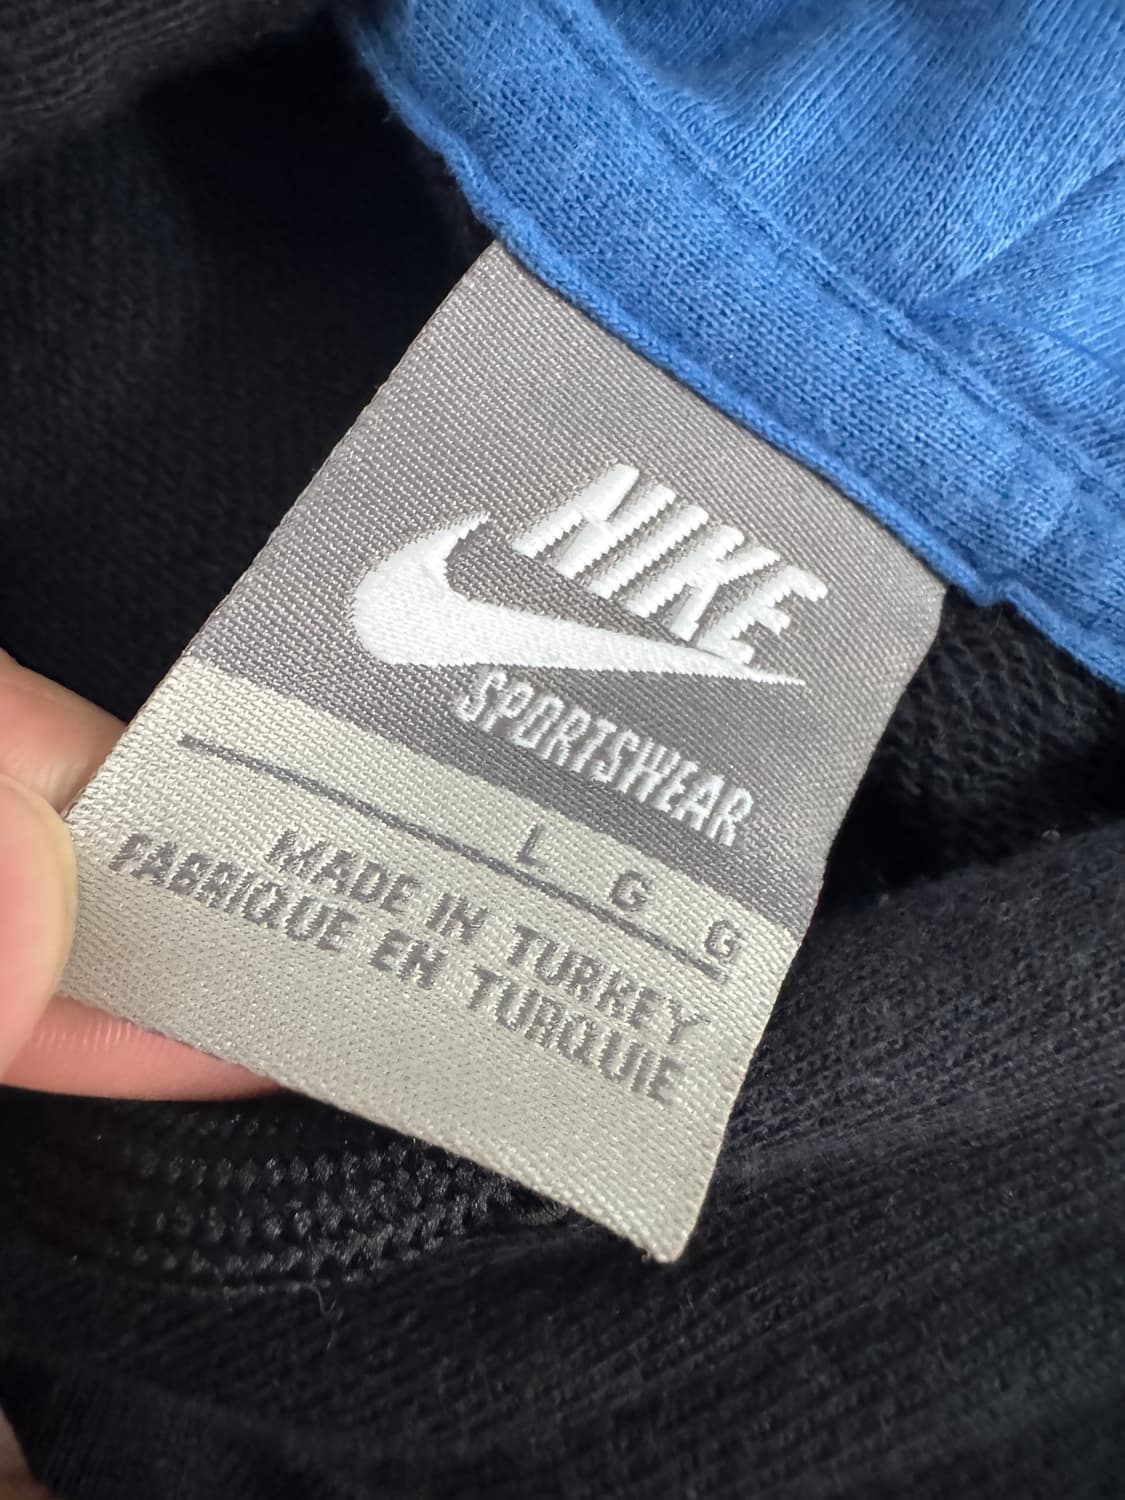 NIKE
SPORTSWEAR
L G G
MADE IN TURKEY
FABRIQUE EN TURQUIE